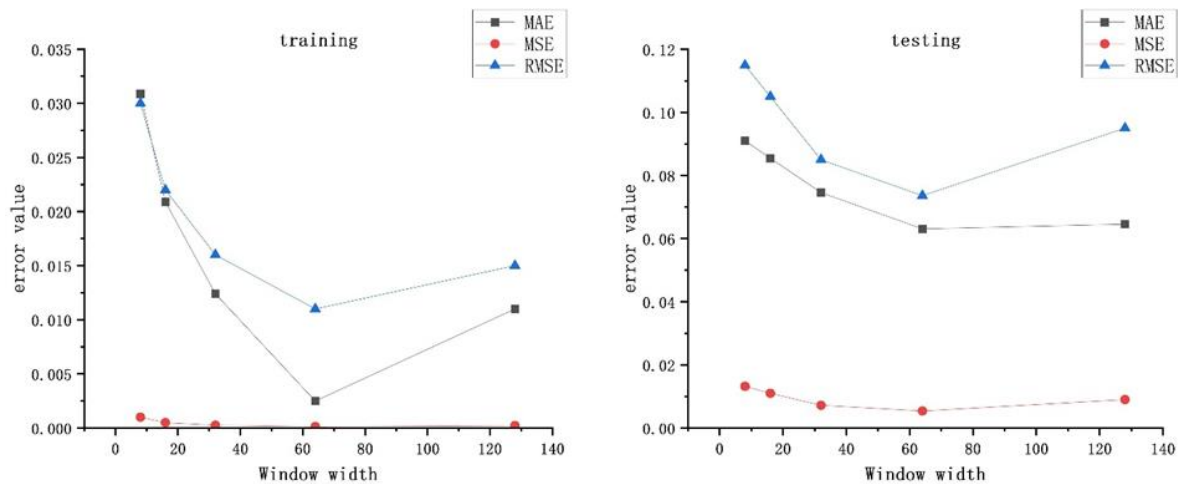 training
MAE
MSE
RMSE
0.035
0.030
0.025
0.020
0.015
0.010
0.005
0.000
error value
0 20 40 60 80 100 120 140
Window width
testing
MAE
MSE
RMSE
0.12
0.10
0.08
0.06
0.04
0.02
0.00
error value
0 20 40 60 80 100 120 140
Window width